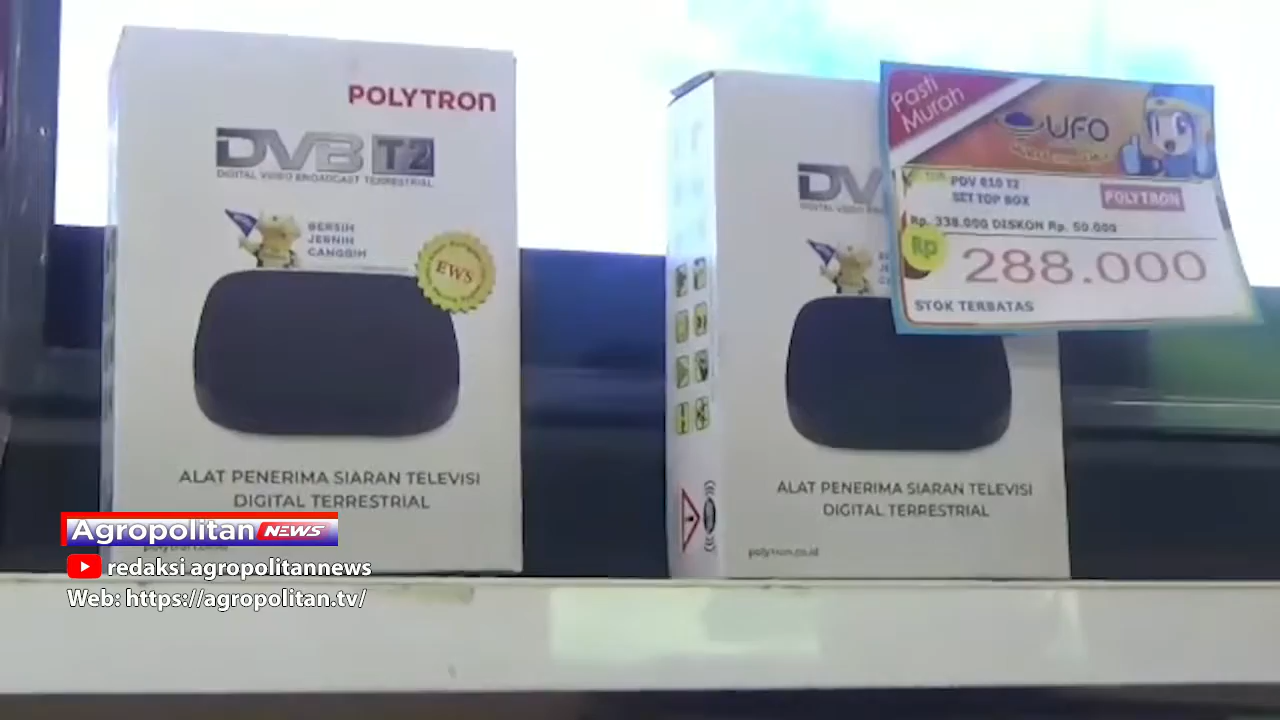 POLYTRON
DVB T2
DIGITAL VIDEO BROADCAST TERRESTRIAL
BERSIH
JERNIH
CANGGIH
EWS
ALAT PENERIMA SIARAN TELEVISI
DIGITAL TERRESTRIAL
DV
DIGITAL VIDEO
ALAT PENERIMA SIARAN TELEVISI
DIGITAL TERRESTRIAL
polytron.co.id
Pasti
Murah
UFO
PDV 610 T2
SET TOP BOX
POLYTRON
Rp. 338.000 DISKON Rp. 50.000
Rp
288.000
STOK TERBATAS
Agropolitan NEWS
redaksi agropolitannews
Web: https://agropolitan.tv/